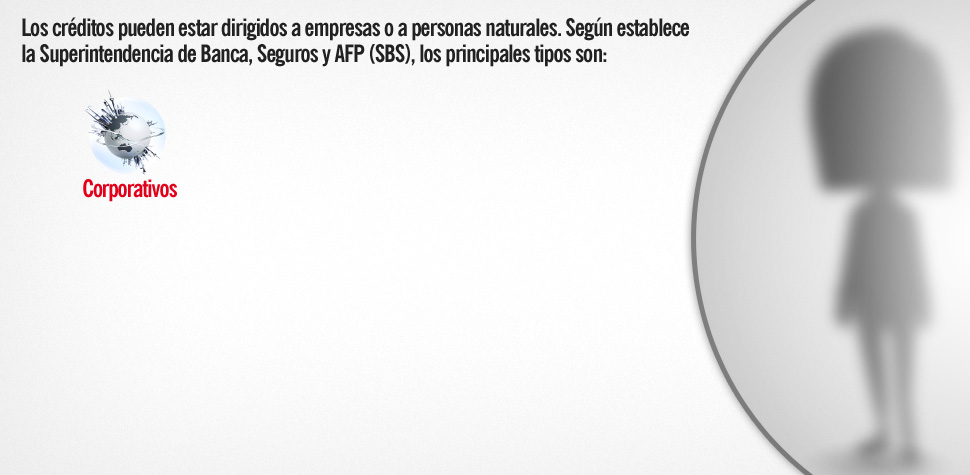 Los créditos pueden estar dirigidos a empresas o a personas naturales. Según establece
la Superintendencia de Banca, Seguros y AFP (SBS), los principales tipos son:
Corporativos